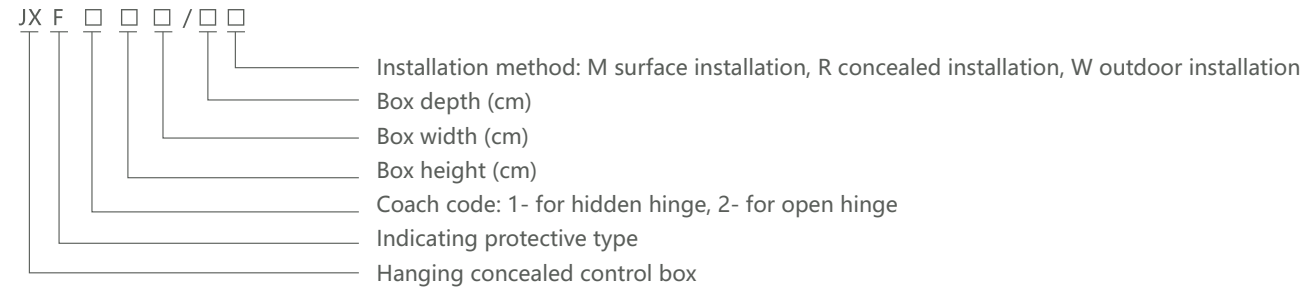 JX F □ □ □ / □ □
Installation method: M surface installation, R concealed installation, W outdoor installation
Box depth (cm)
Box width (cm)
Box height (cm)
Coach code: 1- for hidden hinge, 2- for open hinge
Indicating protective type
Hanging concealed control box